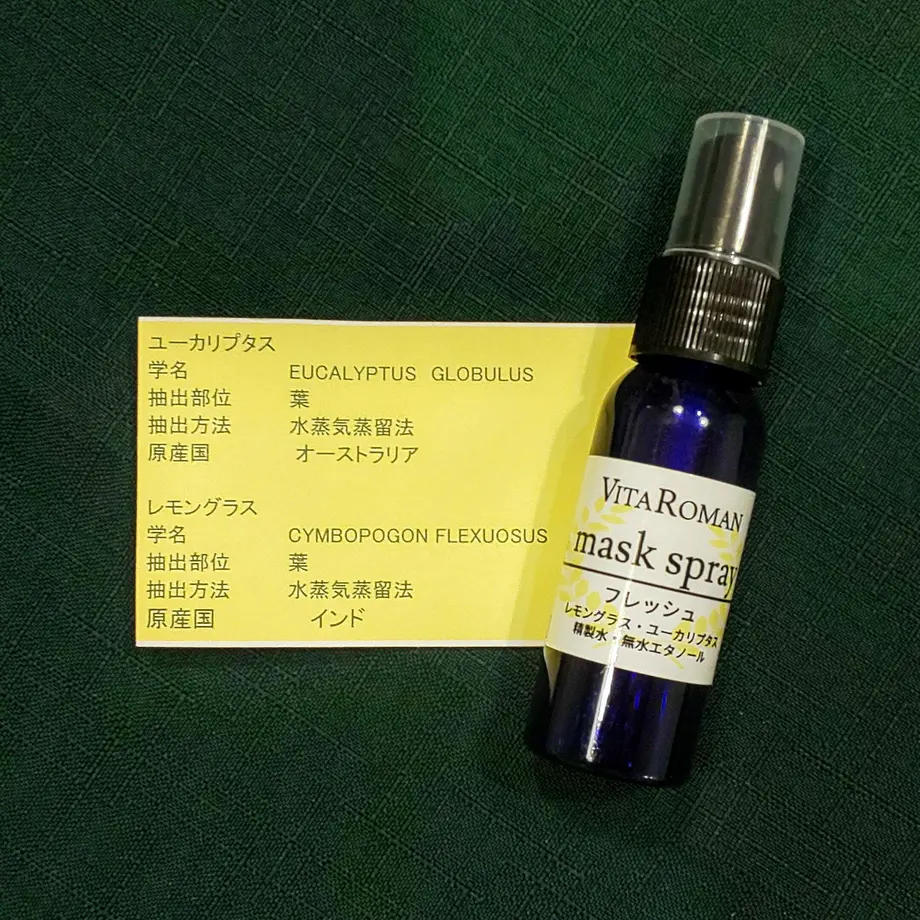 ユーカリプタス
学名 EUCALYPTUS GLOBULUS
抽出部位 葉
抽出方法 水蒸気蒸留法
原産国 オーストラリア
レモングラス
学名 CYMBOPOGON FLEXUOSUS
抽出部位 葉
抽出方法 水蒸気蒸留法
原産国 インド
VITAROMAN
mask spray
フレッシュ
レモングラス・ユーカリプタス
精製水・無水エタノール